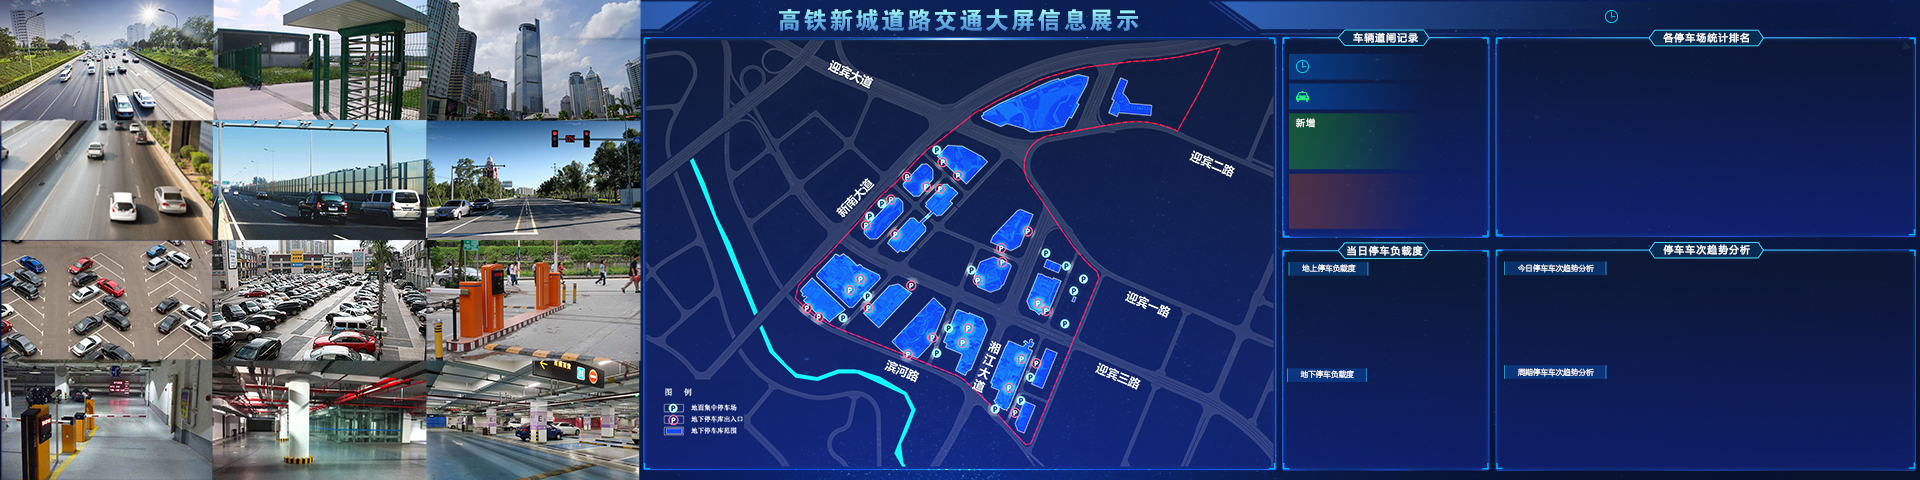 高铁新城道路交通大屏信息展示
迎宾大道
迎宾二路
新南大道
迎宾一路
湘江大道
滨河路
迎宾三路
图 例
P 地面集中停车场
P 地下停车库出入口
地下停车库范围
车辆道闸记录
新增
各停车场统计排名
当日停车负载度
地上停车负载度
地下停车负载度
停车车次趋势分析
今日停车车次趋势分析
周期停车车次趋势分析